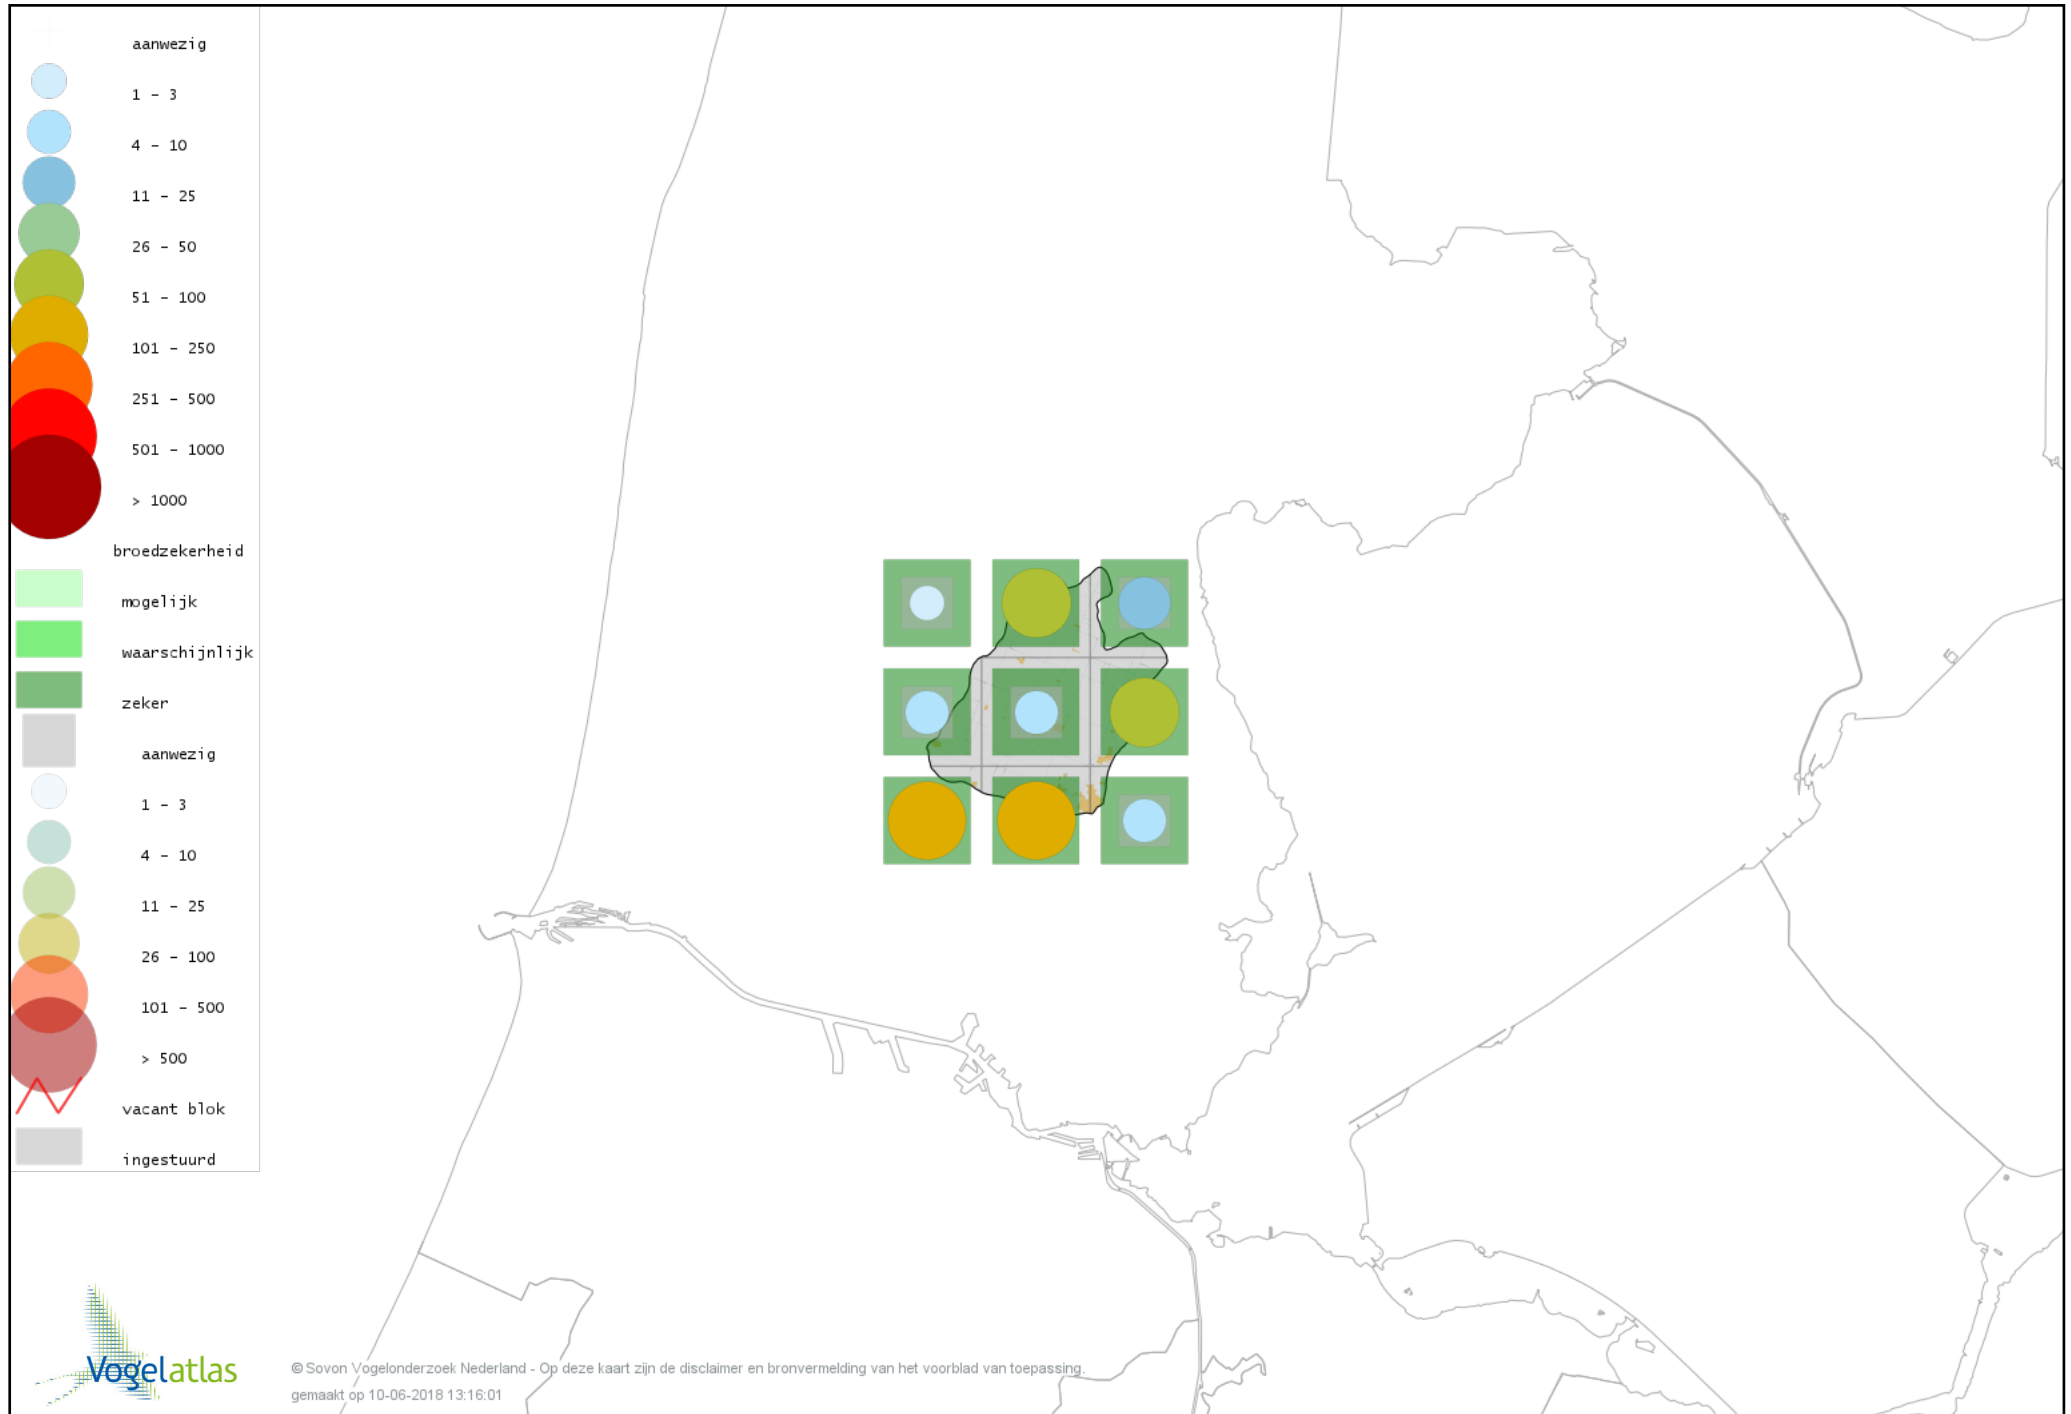 aanwezig
1 – 3
4 – 10
11 – 25
26 – 50
51 – 100
101 – 250
251 – 500
501 – 1000
> 1000
broedzekerheid
mogelijk
waarschijnlijk
zeker
aanwezig
1 – 3
4 – 10
11 – 25
26 – 100
101 – 500
> 500
vacant blok
ingestuurd
Vogelatlas
© Sovon Vogelonderzoek Nederland - Op deze kaart zijn de disclaimer en bronvermelding van het voorblad van toepassing.
gemaakt op 10-06-2018 13:16:01